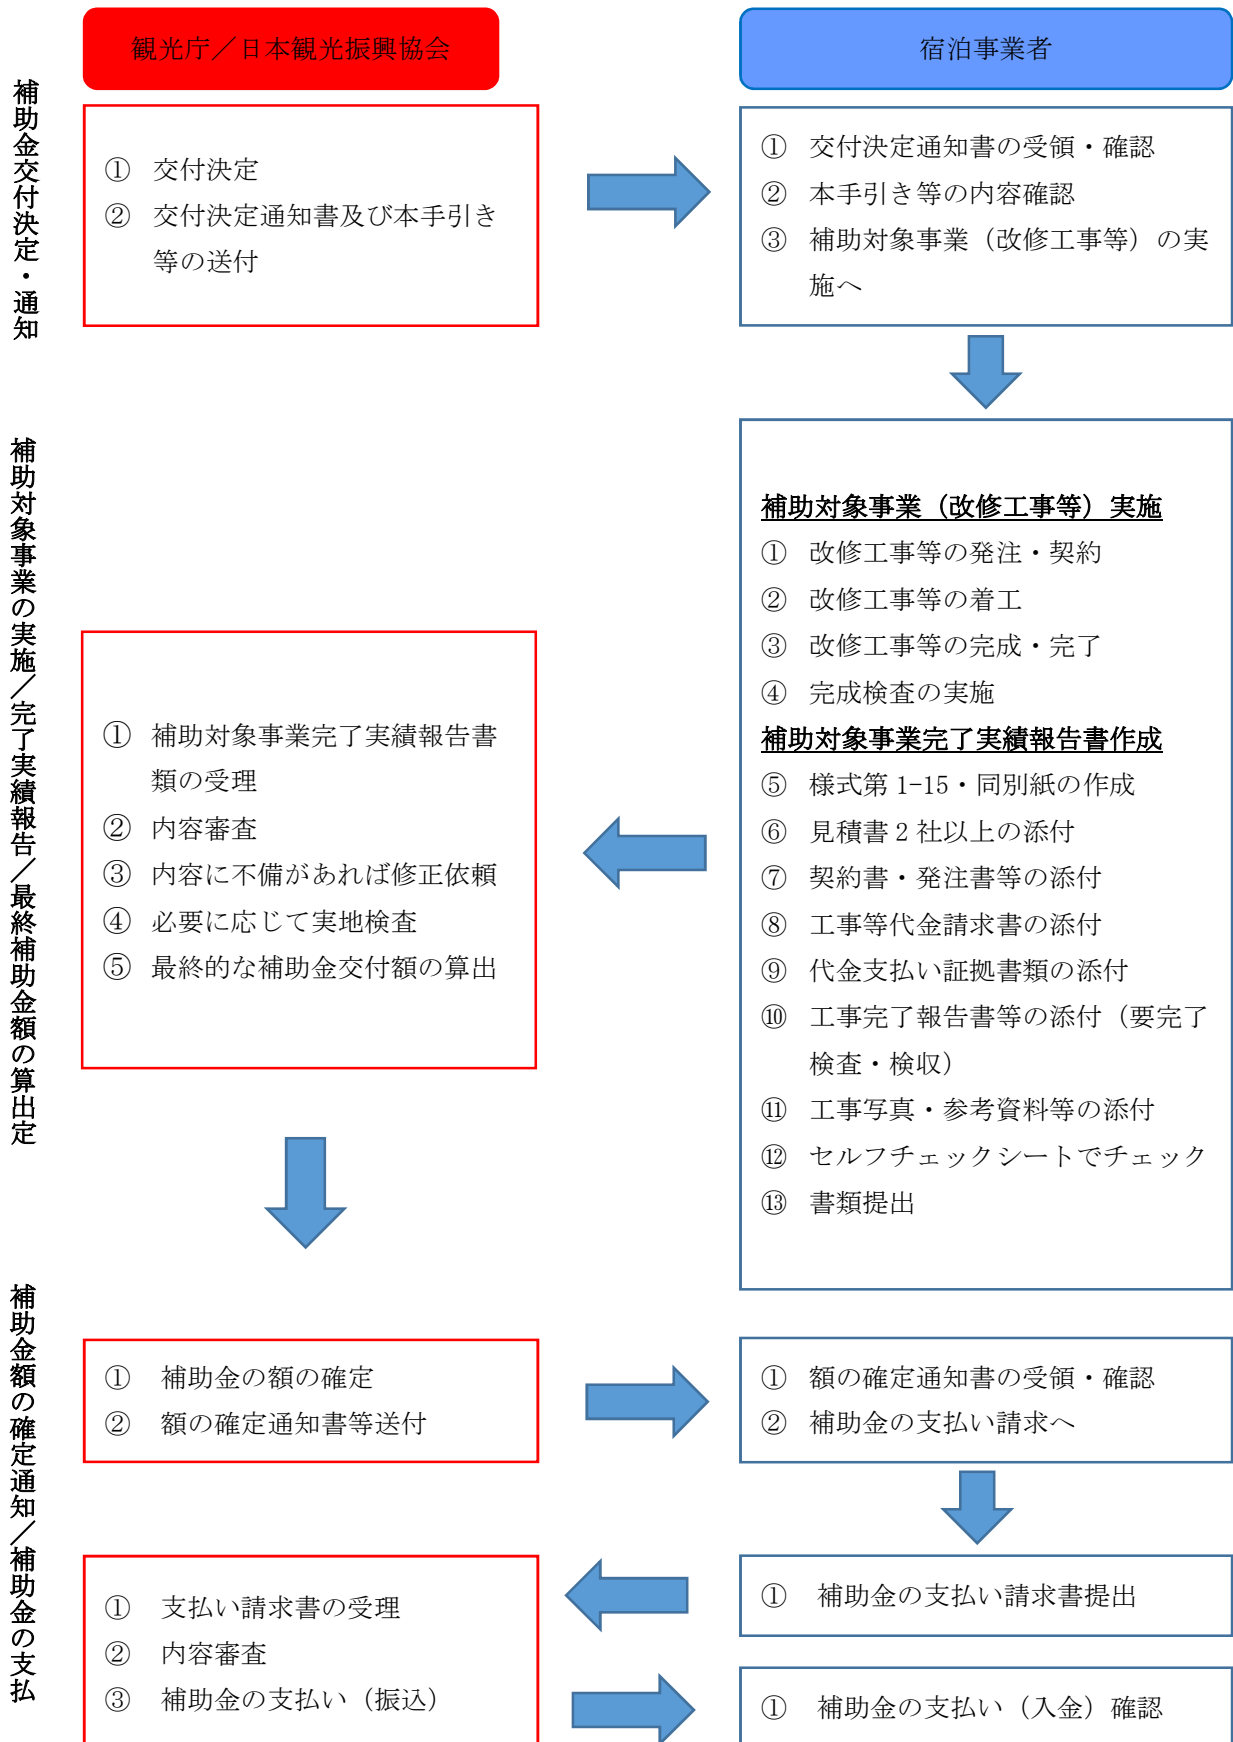 観光庁／日本観光振興協会
宿泊事業者
補助金交付決定・通知
① 交付決定
② 交付決定通知書及び本手引き
等の送付
① 交付決定通知書の受領・確認
② 本手引き等の内容確認
③ 補助対象事業（改修工事等）の実
施へ
補助対象事業の実施／完了実績報告／最終補助金額の算出定
補助対象事業（改修工事等）実施
① 改修工事等の発注・契約
② 改修工事等の着工
③ 改修工事等の完成・完了
④ 完成検査の実施
補助対象事業完了実績報告書作成
⑤ 様式第 1-15・同別紙の作成
⑥ 見積書 2 社以上の添付
⑦ 契約書・発注書等の添付
⑧ 工事等代金請求書の添付
⑨ 代金支払い証拠書類の添付
⑩ 工事完了報告書等の添付（要完了
検査・検収）
⑪ 工事写真・参考資料等の添付
⑫ セルフチェックシートでチェック
⑬ 書類提出
① 補助対象事業完了実績報告書
類の受理
② 内容審査
③ 内容に不備があれば修正依頼
④ 必要に応じて実地検査
⑤ 最終的な補助金交付額の算出
補助金額の確定通知／補助金の支払
① 補助金の額の確定
② 額の確定通知書等送付
① 額の確定通知書の受領・確認
② 補助金の支払い請求へ
① 補助金の支払い請求書提出
① 支払い請求書の受理
② 内容審査
③ 補助金の支払い（振込）
① 補助金の支払い（入金）確認